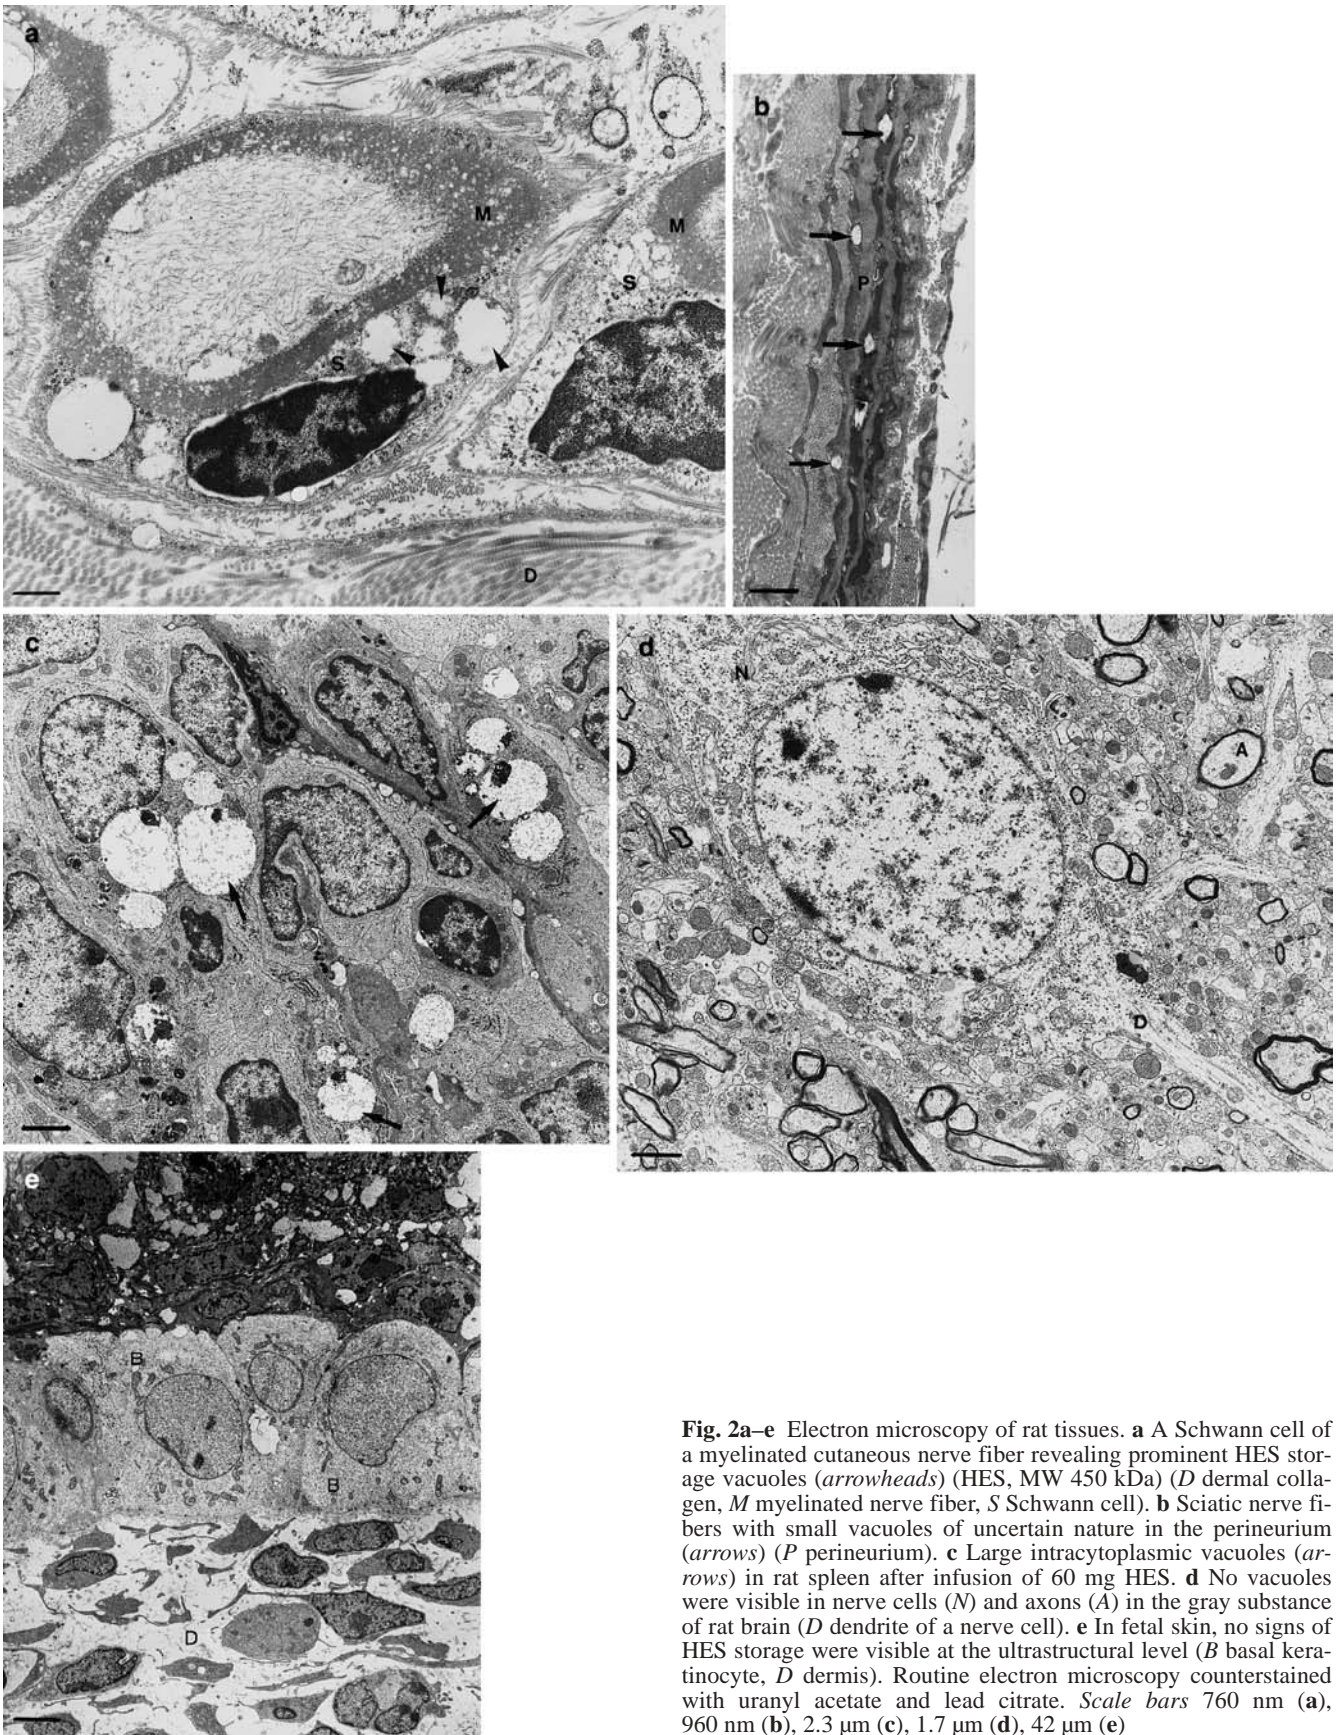 a
M
M
S
S
D
b
P
c
d
N
A
D
e
B
B
D
Fig. 2a–e Electron microscopy of rat tissues. a A Schwann cell of
a myelinated cutaneous nerve fiber revealing prominent HES stor-
age vacuoles (arrowheads) (HES, MW 450 kDa) (D dermal colla-
gen, M myelinated nerve fiber, S Schwann cell). b Sciatic nerve fi-
bers with small vacuoles of uncertain nature in the perineurium
(arrows) (P perineurium). c Large intracytoplasmic vacuoles (ar-
rows) in rat spleen after infusion of 60 mg HES. d No vacuoles
were visible in nerve cells (N) and axons (A) in the gray substance
of rat brain (D dendrite of a nerve cell). e In fetal skin, no signs of
HES storage were visible at the ultrastructural level (B basal kera-
tinocyte, D dermis). Routine electron microscopy counterstained
with uranyl acetate and lead citrate. Scale bars 760 nm (a),
960 nm (b), 2.3 µm (c), 1.7 µm (d), 42 µm (e)